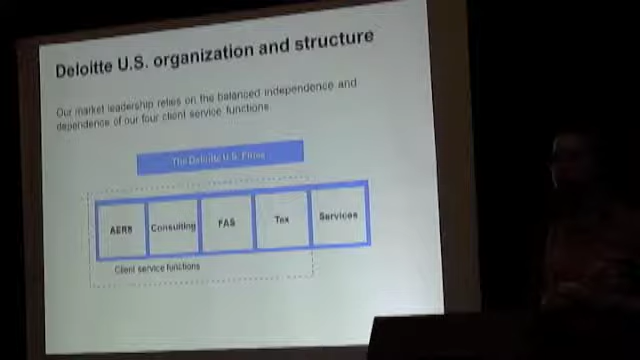 Deloitte U.S. organization and structure
Our market leadership relies on the balanced independence and
dependence of our four client service functions
The Deloitte U.S. Firms
AERS Consulting FAS Tax Services
Client service functions